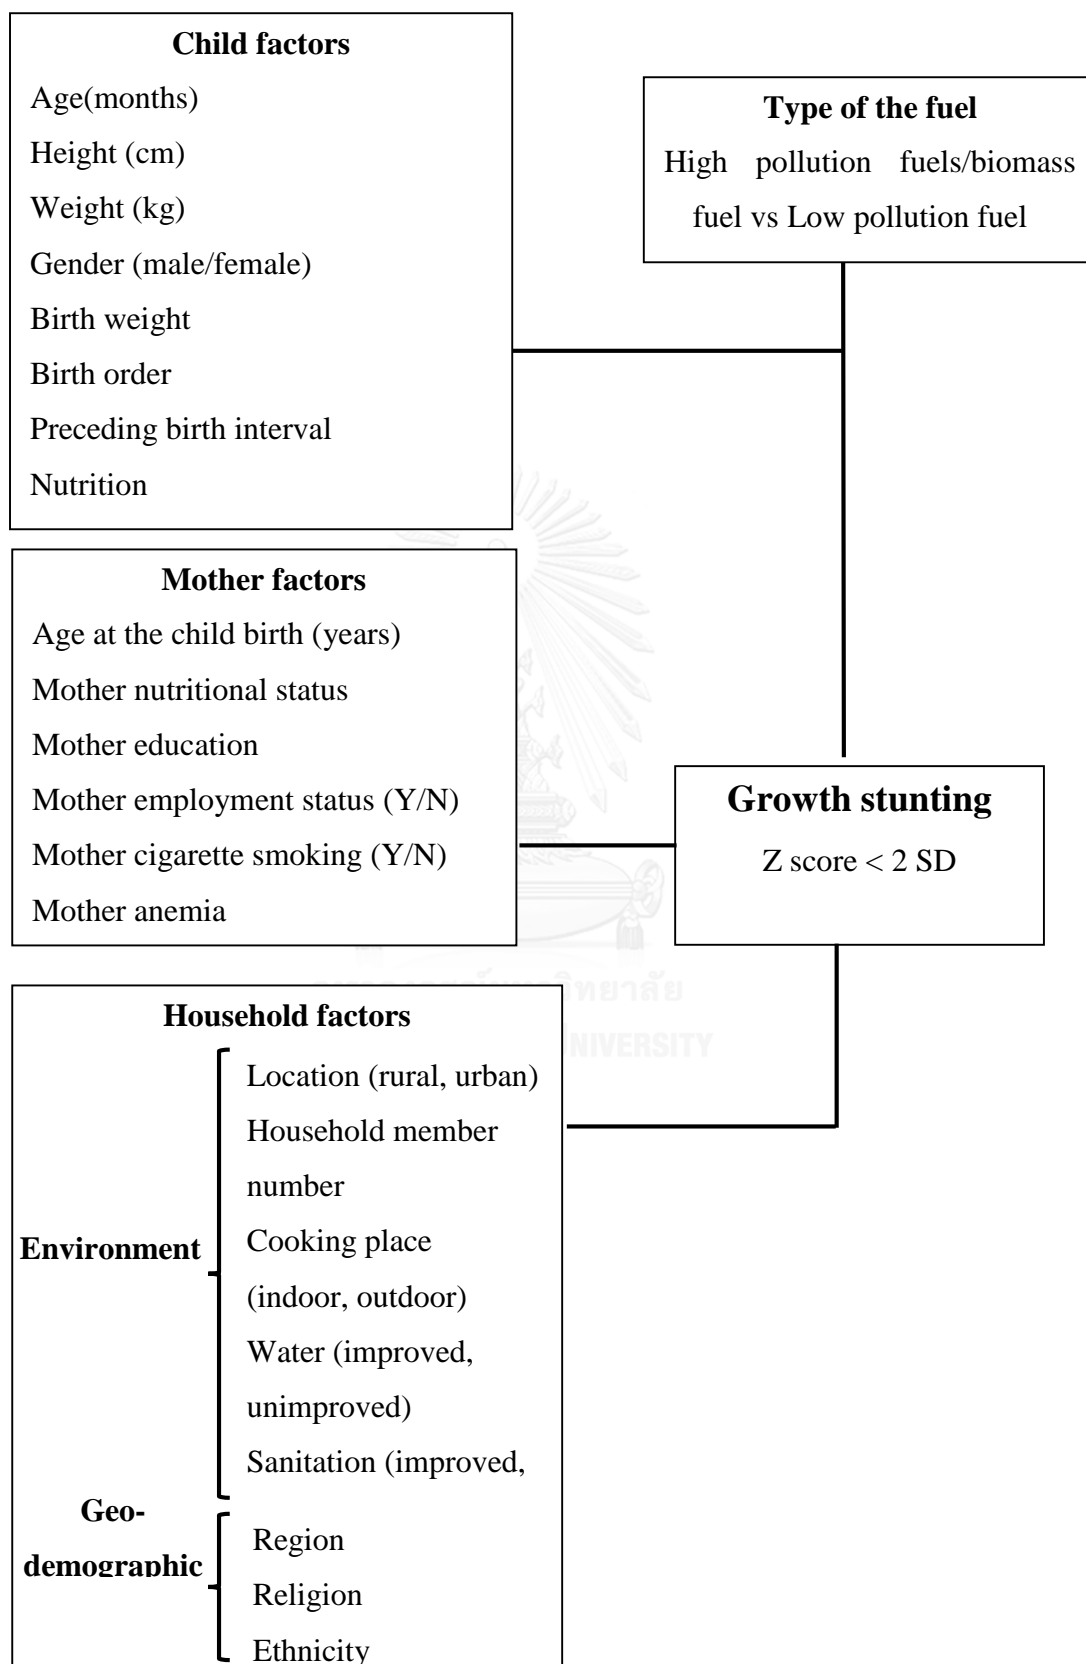 Child factors
Age(months)
Height (cm)
Weight (kg)
Gender (male/female)
Birth weight
Birth order
Preceding birth interval
Nutrition
Type of the fuel
High pollution fuels/biomass
fuel vs Low pollution fuel
Mother factors
Age at the child birth (years)
Mother nutritional status
Mother education
Mother employment status (Y/N)
Mother cigarette smoking (Y/N)
Mother anemia
Growth stunting
Z score < 2 SD
Household factors
Environment
Location (rural, urban)
Household member
number
Cooking place
(indoor, outdoor)
Water (improved,
unimproved)
Sanitation (improved,
Geo-
demographic
Region
Religion
Ethnicity